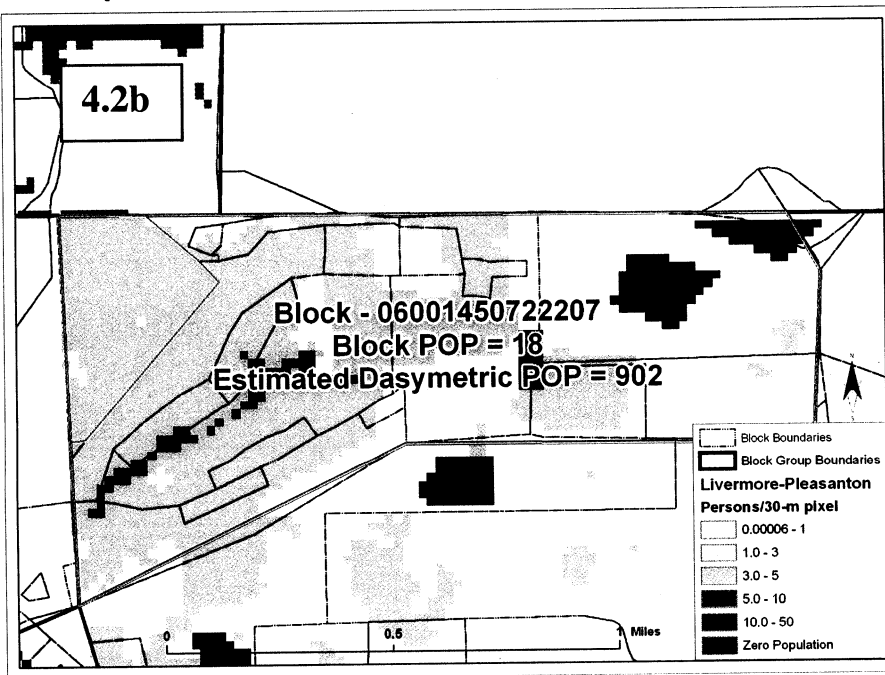 4.2b
Block - 06001450722207
Block POP = 18
Estimated Dasymetric POP = 902
N
Block Boundaries
Block Group Boundaries
Livermore-Pleasanton
Persons/30-m pixel
0.00006 - 1
1.0 - 3
3.0 - 5
5.0 - 10
10.0 - 50
Zero Population
0 0.5 1 Miles